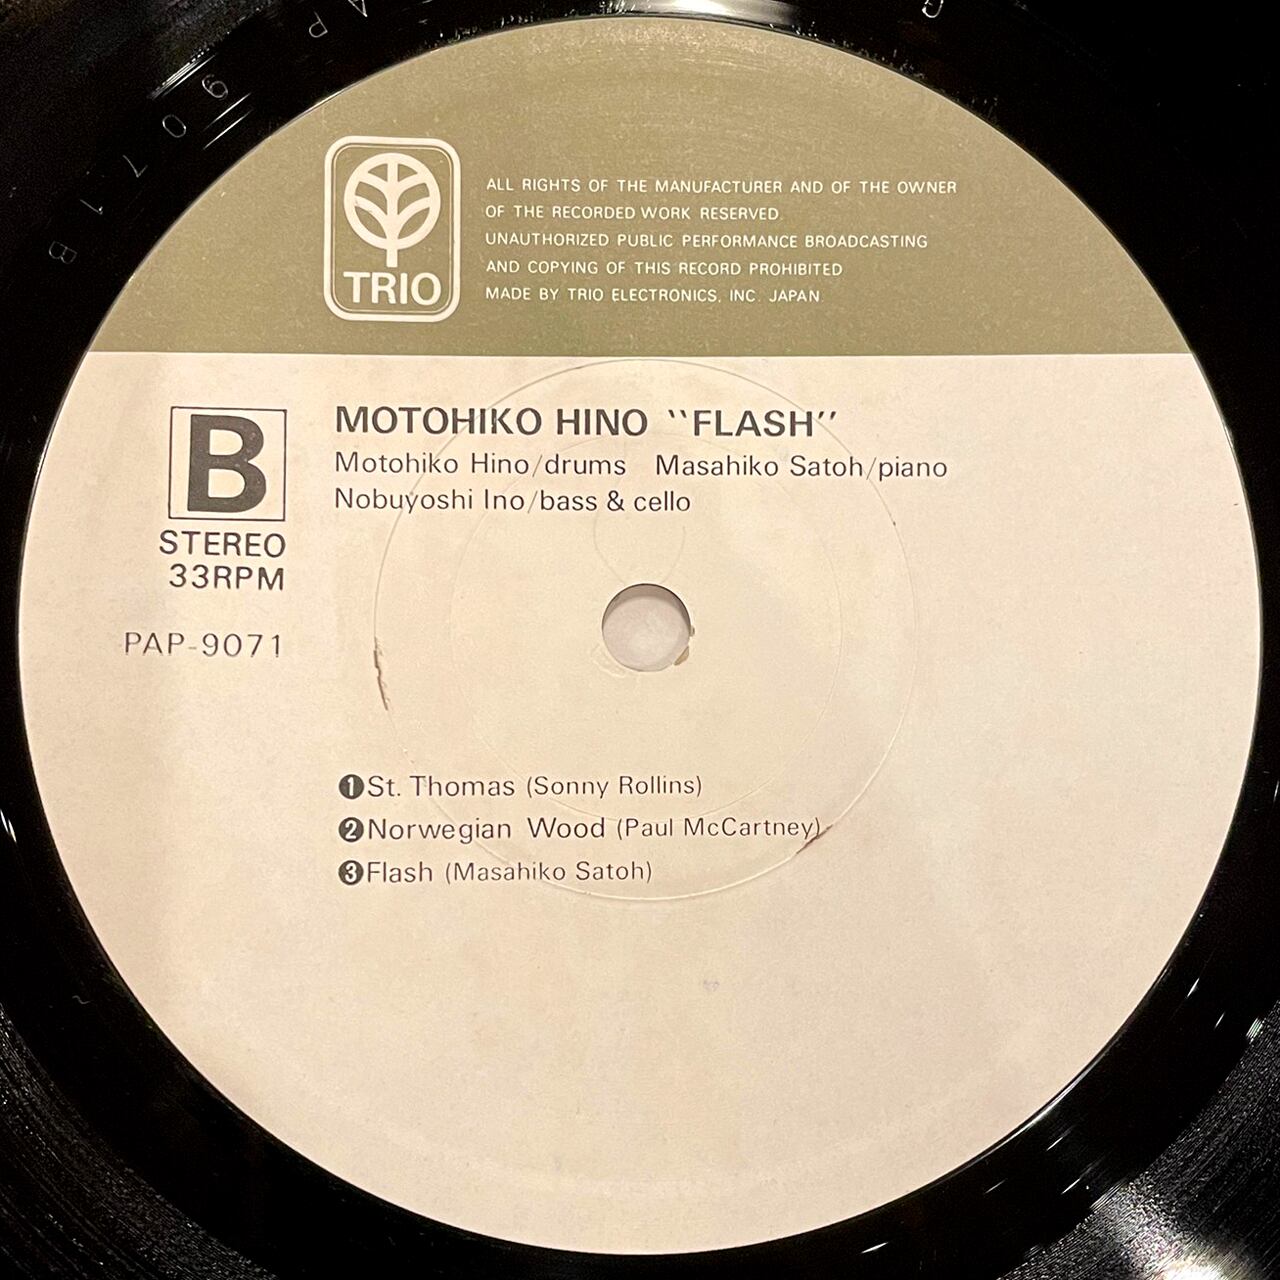 PAP
G
9071B
TRIO
ALL RIGHTS OF THE MANUFACTURER AND OF THE OWNER
OF THE RECORDED WORK RESERVED
UNAUTHORIZED PUBLIC PERFORMANCE BROADCASTING
AND COPYING OF THIS RECORD PROHIBITED
MADE BY TRIO ELECTRONICS, INC. JAPAN
B
STEREO
33RPM
PAP-9071
MOTOHIKO HINO "FLASH"
Motohiko Hino/drums Masahiko Satoh/piano
Nobuyoshi Ino/bass & cello
❶St. Thomas (Sonny Rollins)
❷Norwegian Wood (Paul McCartney)
❸Flash (Masahiko Satoh)